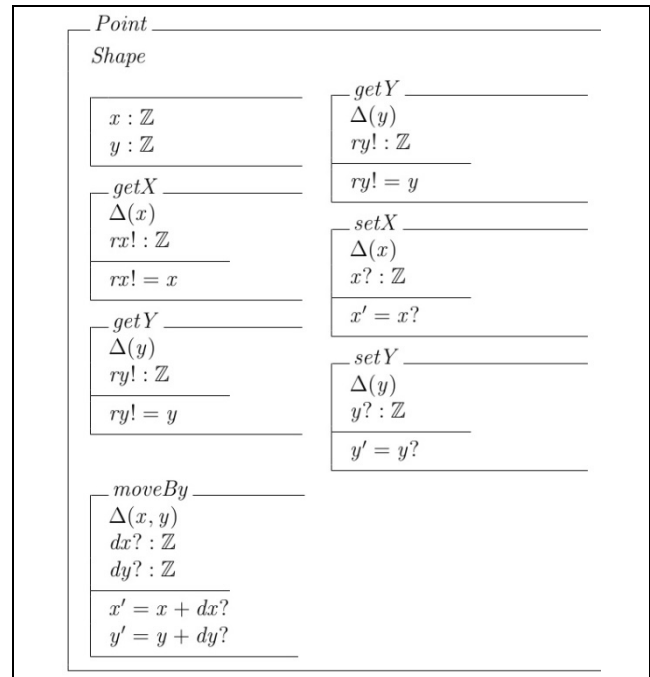 Point
Shape
x : ℤ
y : ℤ
getX
Δ(x)
rx! : ℤ
rx! = x
getY
Δ(y)
ry! : ℤ
ry! = y
getY
Δ(y)
ry! : ℤ
ry! = y
setX
Δ(x)
x? : ℤ
x′ = x?
setY
Δ(y)
y? : ℤ
y′ = y?
moveBy
Δ(x, y)
dx? : ℤ
dy? : ℤ
x′ = x + dx?
y′ = y + dy?